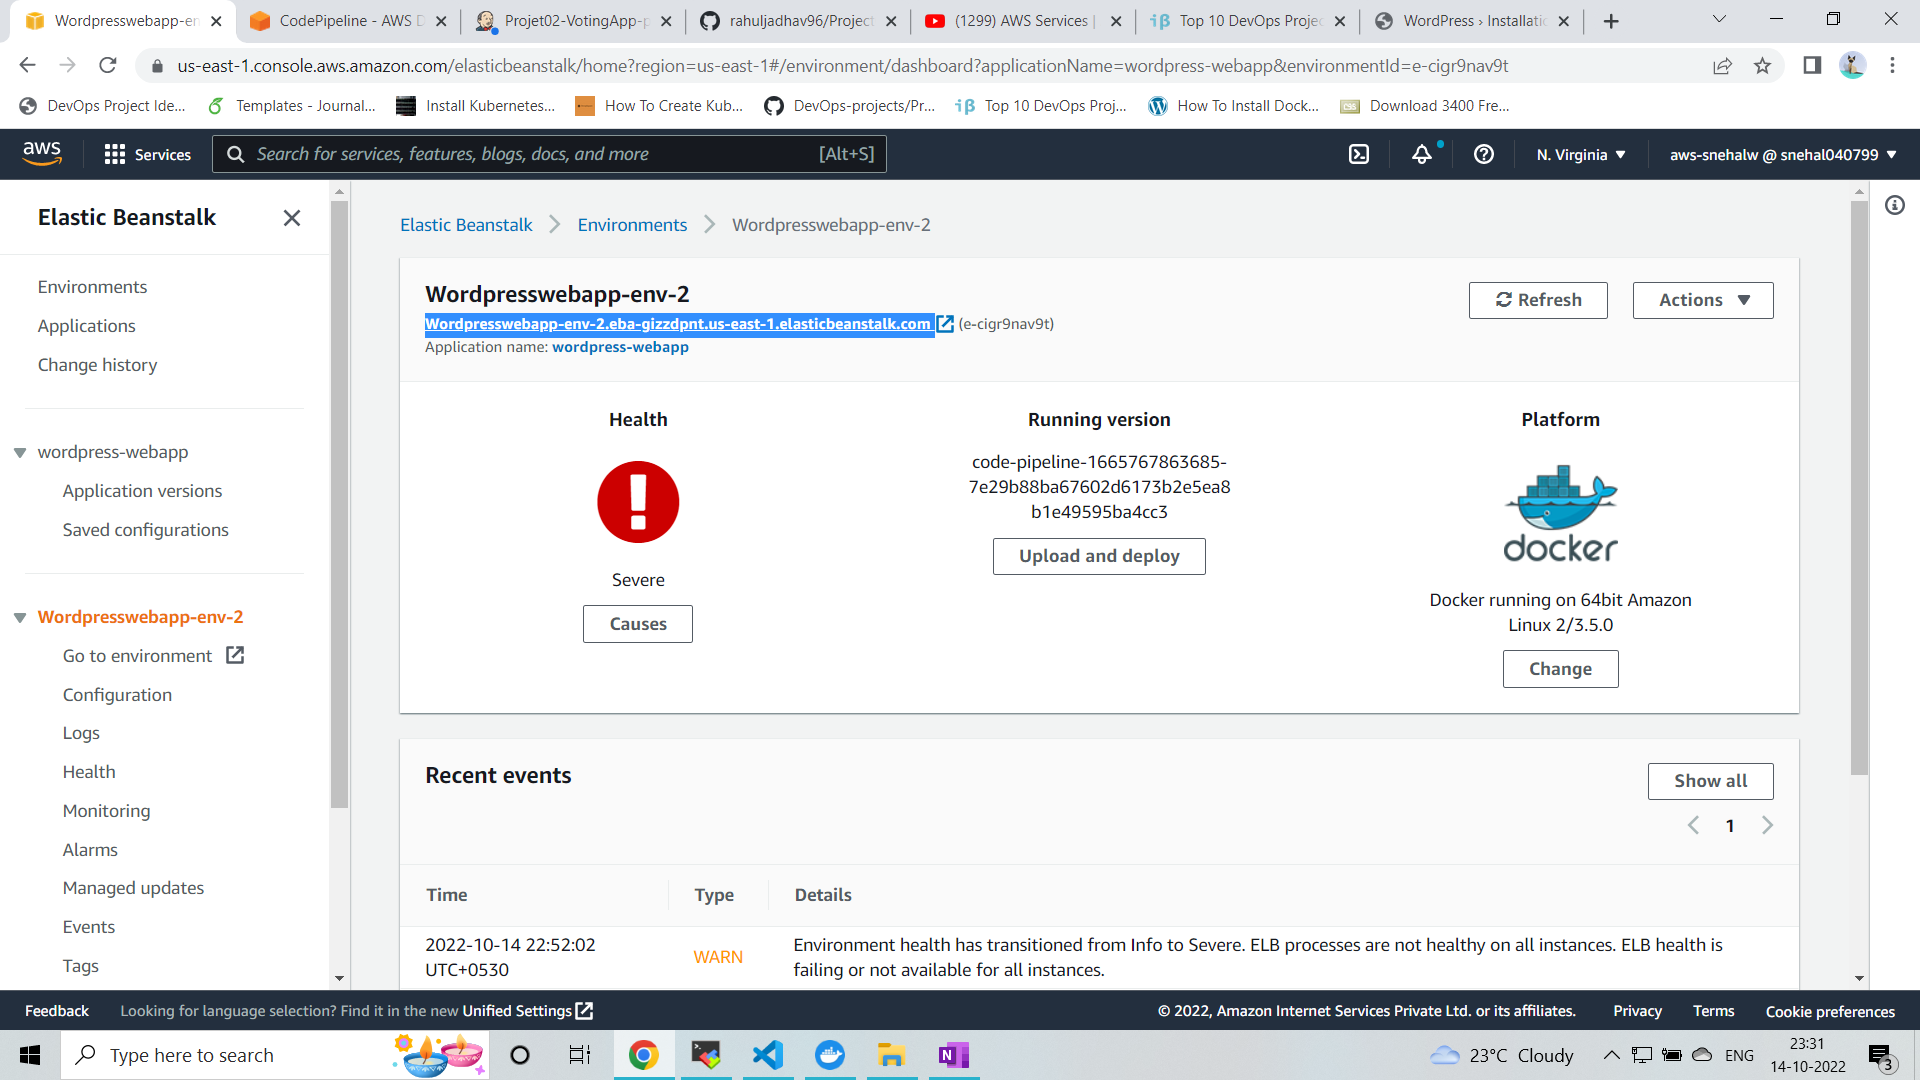 Wordpresswebapp-en
CodePipeline - AWS D
Projet02-VotingApp-p
rahuljadhav96/Project
(1299) AWS Services |
Top 10 DevOps Projec
WordPress › Installatio
us-east-1.console.aws.amazon.com/elasticbeanstalk/home?region=us-east-1#/environment/dashboard?applicationName=wordpress-webapp&environmentId=e-cigr9nav9t
DevOps Project Ide...
Templates - Journal...
Install Kubernetes...
How To Create Kub...
DevOps-projects/Pr...
Top 10 DevOps Proj...
How To Install Dock...
Download 3400 Fre...
aws
Services
Search for services, features, blogs, docs, and more
[Alt+S]
N. Virginia
aws-snehalw @ snehal040799
Elastic Beanstalk
Environments
Applications
Change history
wordpress-webapp
Application versions
Saved configurations
Wordpresswebapp-env-2
Go to environment
Configuration
Logs
Health
Monitoring
Alarms
Managed updates
Events
Tags
Elastic Beanstalk
Environments
Wordpresswebapp-env-2
Wordpresswebapp-env-2
Wordpresswebapp-env-2.eba-gizzdpnt.us-east-1.elasticbeanstalk.com (e-cigr9nav9t)
Application name: wordpress-webapp
Refresh
Actions
Health
Severe
Causes
Running version
code-pipeline-1665767863685-
7e29b88ba67602d6173b2e5ea8
b1e49595ba4cc3
Upload and deploy
Platform
docker
Docker running on 64bit Amazon
Linux 2/3.5.0
Change
Recent events
Show all
1
Time
Type
Details
2022-10-14 22:52:02
UTC+0530
WARN
Environment health has transitioned from Info to Severe. ELB processes are not healthy on all instances. ELB health is
failing or not available for all instances.
Feedback
Looking for language selection? Find it in the new Unified Settings
© 2022, Amazon Internet Services Private Ltd. or its affiliates.
Privacy
Terms
Cookie preferences
Type here to search
N
23°C Cloudy
ENG
23:31
14-10-2022
3